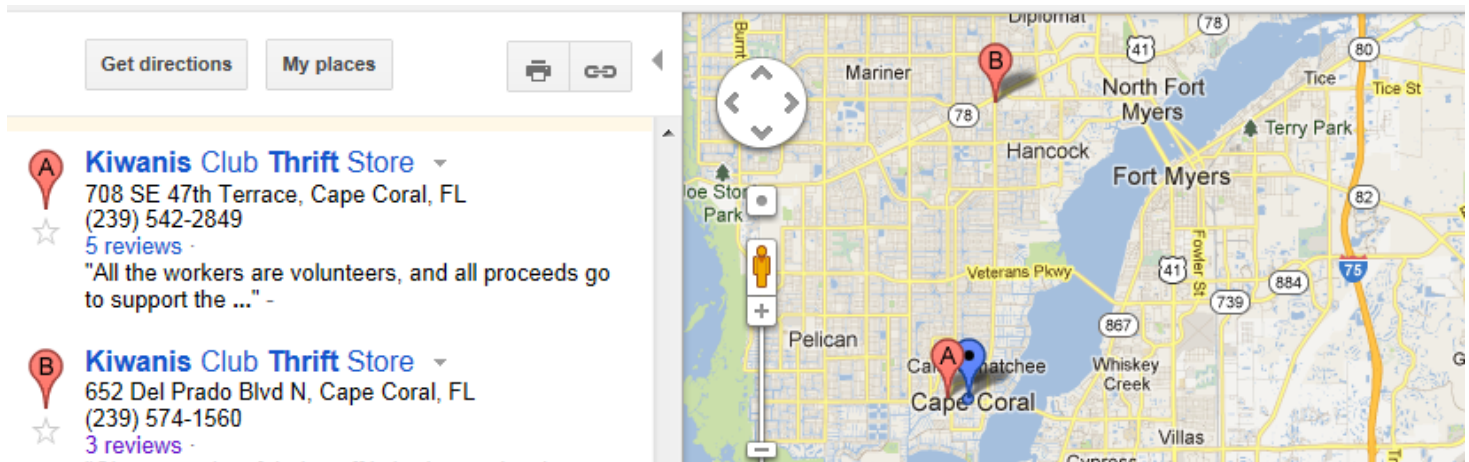 Get directions
My places
A
Kiwanis Club Thrift Store
708 SE 47th Terrace, Cape Coral, FL
(239) 542-2849
5 reviews ·
"All the workers are volunteers, and all proceeds go
to support the ..." -
B
Kiwanis Club Thrift Store
652 Del Prado Blvd N, Cape Coral, FL
(239) 574-1560
3 reviews ·
Diplomat
78
Burnt
41
80
B
Mariner
North Fort
Myers
Tice
Tice St
78
Terry Park
Hancock
Fort Myers
Park
82
Fowler St
Veterans Pkwy
41
75
884
739
867
Pelican
A
Whiskey
Creek
Cape Coral
Villas
Cypress